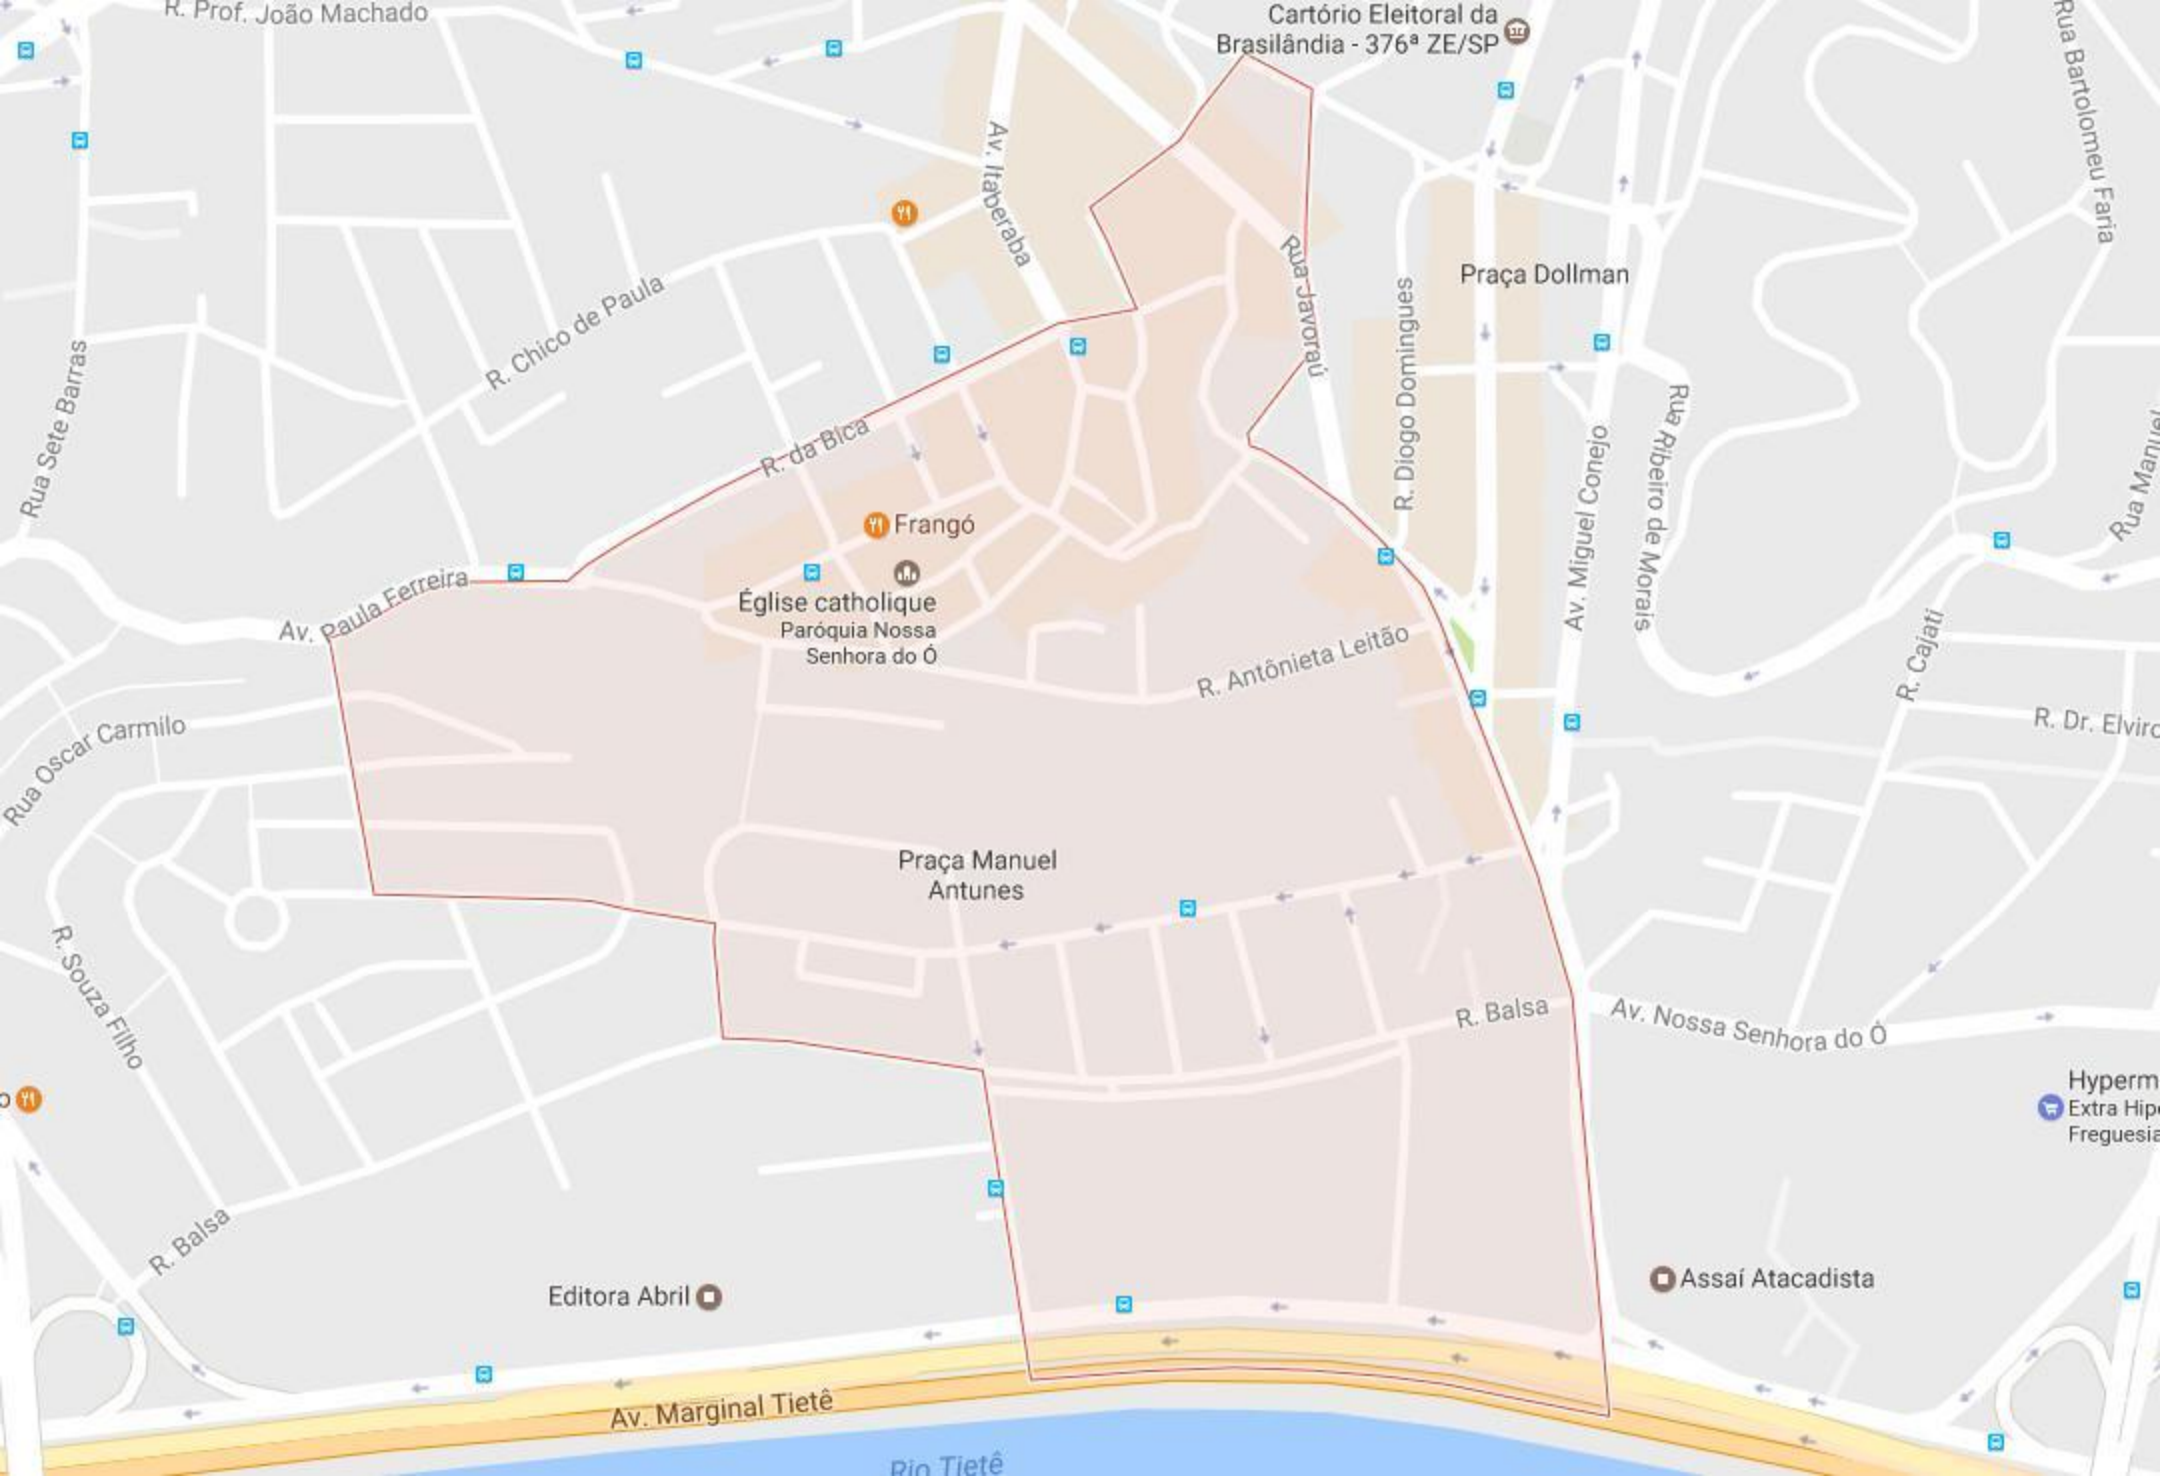 R. Prof. João Machado
Cartório Eleitoral da
Brasilândia - 376ª ZE/SP
Rua Bartolomeu Faria
Av. Itaberaba
Rua Javoraú
Praça Dollman
R. Chico de Paula
R. Diogo Domingues
Rua Sete Barras
R. da Bica
Rua Ribeiro de Morais
Av. Miguel Conejo
Rua Manuel
Frangó
Av. Paula Ferreira
Église catholique
Paróquia Nossa
Senhora do Ó
R. Antônieta Leitão
R. Cajati
R. Dr. Elviro
Rua Oscar Carmilo
Praça Manuel
Antunes
R. Souza Filho
R. Balsa
Av. Nossa Senhora do Ó
o
Hyperm
Extra Hipe
Freguesia
R. Balsa
Editora Abril
Assaí Atacadista
Av. Marginal Tietê
Rio Tietê